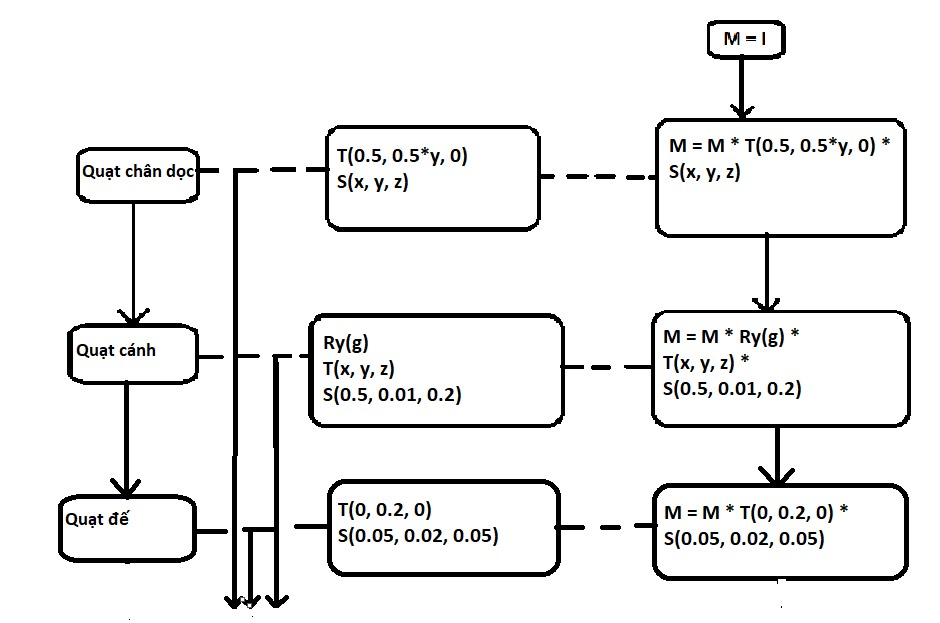 M = I
Quạt chân dọc
T(0.5, 0.5*y, 0)
S(x, y, z)
M = M * T(0.5, 0.5*y, 0) *
S(x, y, z)
Quạt cánh
Ry(g)
T(x, y, z)
S(0.5, 0.01, 0.2)
M = M * Ry(g) *
T(x, y, z) *
S(0.5, 0.01, 0.2)
Quạt đế
T(0, 0.2, 0)
S(0.05, 0.02, 0.05)
M = M * T(0, 0.2, 0) *
S(0.05, 0.02, 0.05)